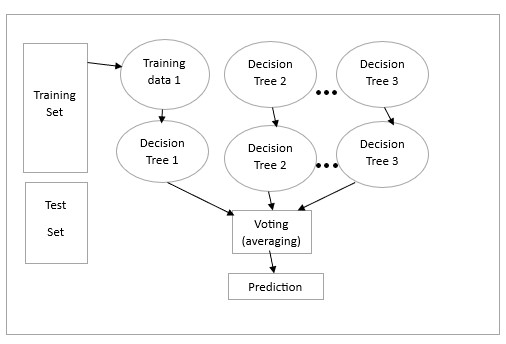 Training
Set
Test
Set
Training
data 1
Decision
Tree 2
Decision
Tree 3
Decision
Tree 1
Decision
Tree 2
Decision
Tree 3
Voting
(averaging)
Prediction